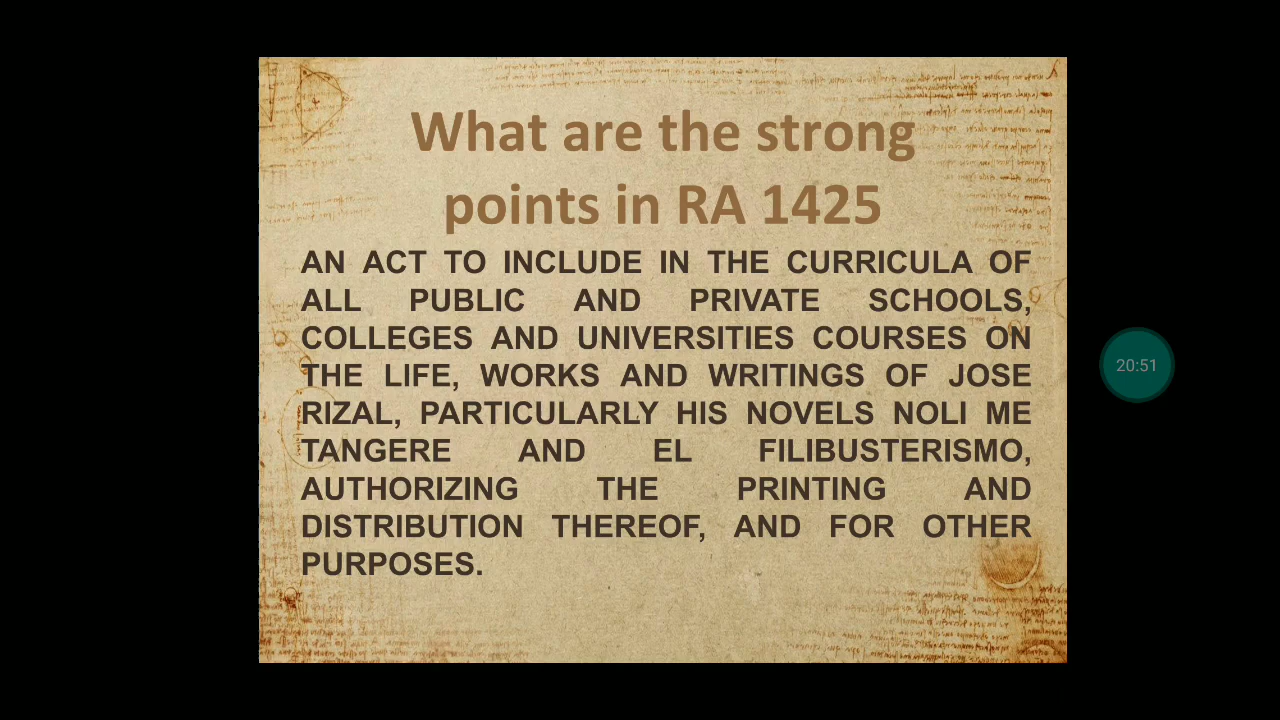 What are the strong
points in RA 1425
AN ACT TO INCLUDE IN THE CURRICULA OF
ALL PUBLIC AND PRIVATE SCHOOLS,
COLLEGES AND UNIVERSITIES COURSES ON
THE LIFE, WORKS AND WRITINGS OF JOSE
RIZAL, PARTICULARLY HIS NOVELS NOLI ME
TANGERE AND EL FILIBUSTERISMO,
AUTHORIZING THE PRINTING AND
DISTRIBUTION THEREOF, AND FOR OTHER
PURPOSES.
20:51